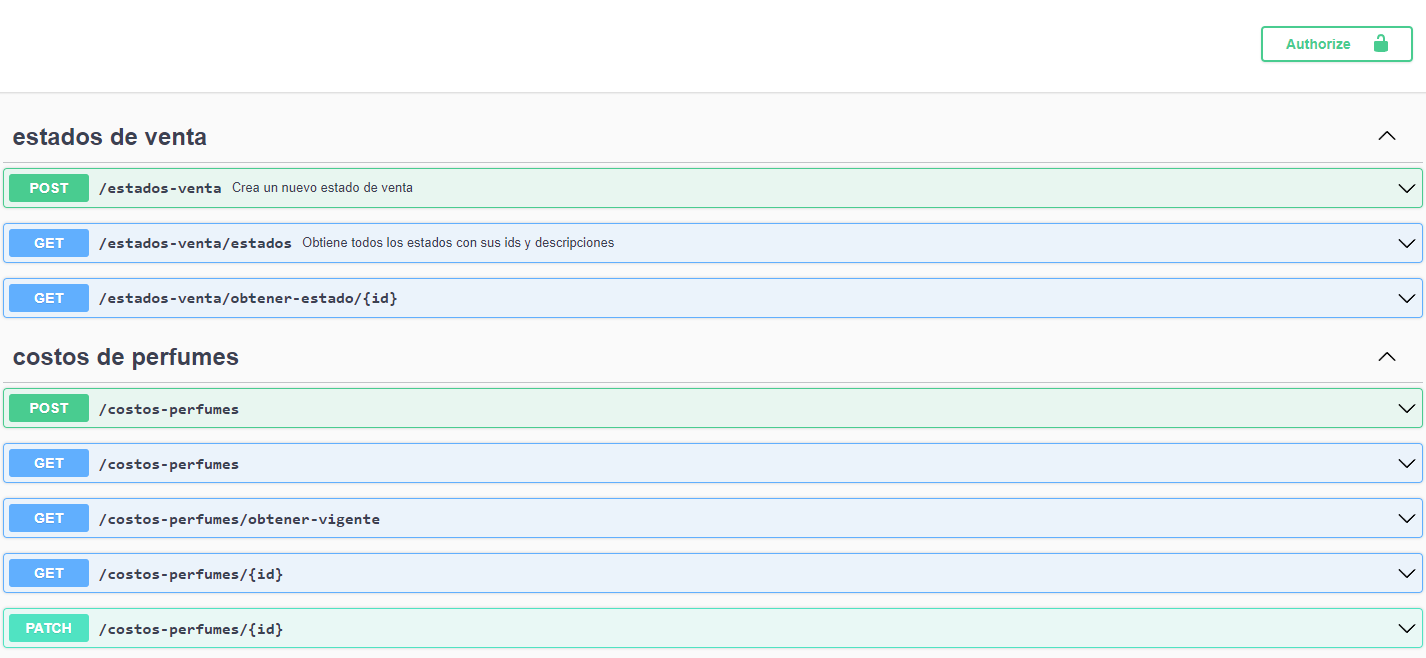 Authorize
estados de venta
POST /estados-venta Crea un nuevo estado de venta
GET /estados-venta/estados Obtiene todos los estados con sus ids y descripciones
GET /estados-venta/obtener-estado/{id}
costos de perfumes
POST /costos-perfumes
GET /costos-perfumes
GET /costos-perfumes/obtener-vigente
GET /costos-perfumes/{id}
PATCH /costos-perfumes/{id}